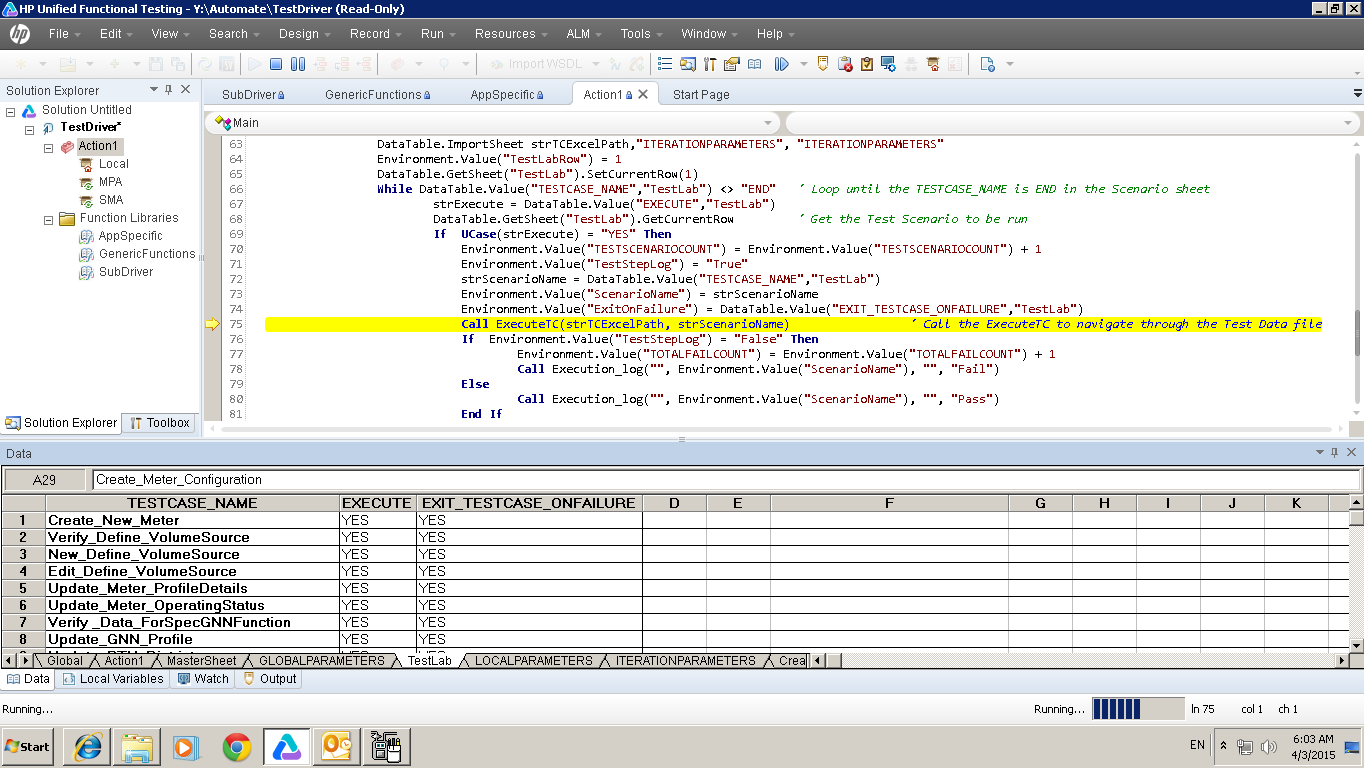 HP Unified Functional Testing - Y:\Automate\TestDriver (Read-Only)
File Edit View Search Design Record Run Resources ALM Tools Window Help
Import WSDL
Solution Explorer
SubDriver GenericFunctions AppSpecific Action1 Start Page
Solution Untitled
TestDriver*
Action1
Local
MPA
SMA
Function Libraries
AppSpecific
GenericFunctions
SubDriver
Solution Explorer Toolbox
Main
63 DataTable.ImportSheet strTCExcelPath,"ITERATIONPARAMETERS", "ITERATIONPARAMETERS"
64 Environment.Value("TestLabRow") = 1
65 DataTable.GetSheet("TestLab").SetCurrentRow(1)
66 While DataTable.Value("TESTCASE_NAME","TestLab") <> "END" ' Loop until the TESTCASE_NAME is END in the Scenario sheet
67 strExecute = DataTable.Value("EXECUTE","TestLab")
68 DataTable.GetSheet("TestLab").GetCurrentRow ' Get the Test Scenario to be run
69 If UCase(strExecute) = "YES" Then
70 Environment.Value("TESTSCENARIOCOUNT") = Environment.Value("TESTSCENARIOCOUNT") + 1
71 Environment.Value("TestStepLog") = "True"
72 strScenarioName = DataTable.Value("TESTCASE_NAME","TestLab")
73 Environment.Value("ScenarioName") = strScenarioName
74 Environment.Value("ExitOnFailure") = DataTable.Value("EXIT_TESTCASE_ONFAILURE","TestLab")
75 Call ExecuteTC(strTCExcelPath, strScenarioName) ' Call the ExecuteTC to navigate through the Test Data file
76 If Environment.Value("TestStepLog") = "False" Then
77 Environment.Value("TOTALFAILCOUNT") = Environment.Value("TOTALFAILCOUNT") + 1
78 Call Execution_log("", Environment.Value("ScenarioName"), "", "Fail")
79 Else
80 Call Execution_log("", Environment.Value("ScenarioName"), "", "Pass")
81 End If
Data
A29 Create_Meter_Configuration
TESTCASE_NAME EXECUTE EXIT_TESTCASE_ONFAILURE D E F G H I J K
1 Create_New_Meter YES YES
2 Verify_Define_VolumeSource YES YES
3 New_Define_VolumeSource YES YES
4 Edit_Define_VolumeSource YES YES
5 Update_Meter_ProfileDetails YES YES
6 Update_Meter_OperatingStatus YES YES
7 Verify _Data_ForSpecGNNFunction YES YES
8 Update_GNN_Profile YES YES
Global Action1 MasterSheet GLOBALPARAMETERS TestLab LOCALPARAMETERS ITERATIONPARAMETERS Crea
Data Local Variables Watch Output
Running... Running... ln 75 col 1 ch 1
Start EN 6:03 AM
4/3/2015